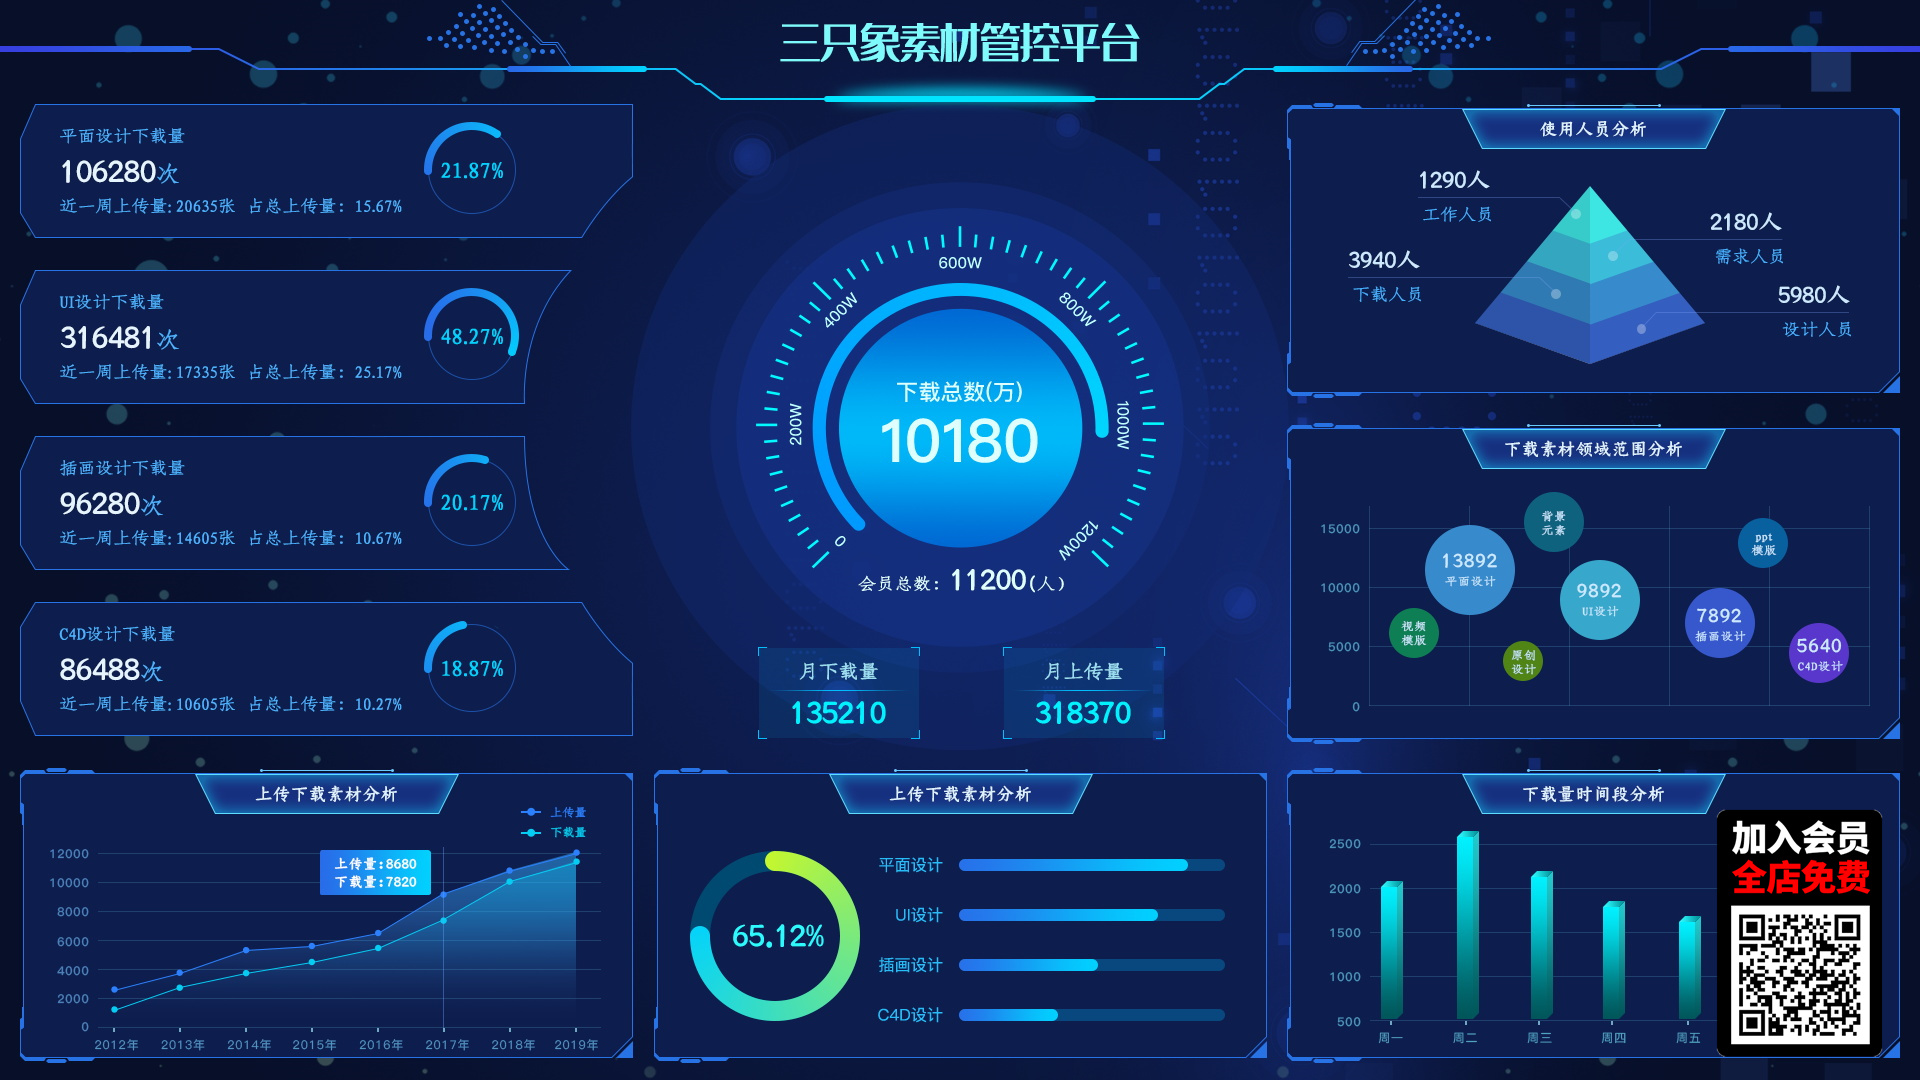 三只象素材管控平台
平面设计下载量
106280次
近一周上传量:20635张 占总上传量: 15.67%
21.87%
UI设计下载量
316481次
近一周上传量:17335张 占总上传量: 25.17%
48.27%
插画设计下载量
96280次
近一周上传量:14605张 占总上传量: 10.67%
20.17%
C4D设计下载量
86488次
近一周上传量:10605张 占总上传量: 10.27%
18.87%
0
200W
400W
600W
800W
1000W
1200W
下载总数(万)
10180
会员总数: 11200(人)
月下载量
135210
月上传量
318370
使用人员分析
1290人
工作人员
2180人
需求人员
3940人
下载人员
5980人
设计人员
下载素材领域范围分析
15000
10000
5000
0
背景
元素
ppt
模版
13892
平面设计
9892
UI设计
7892
插画设计
视频
模版
原创
设计
5640
C4D设计
上传下载素材分析
上传量
下载量
上传量:8680
下载量:7820
12000
10000
8000
6000
4000
2000
0
2012年 2013年 2014年 2015年 2016年 2017年 2018年 2019年
上传下载素材分析
65.12%
平面设计
UI设计
插画设计
C4D设计
下载量时间段分析
2500
2000
1500
1000
500
周一 周二 周三 周四 周五
加入会员
全店免费